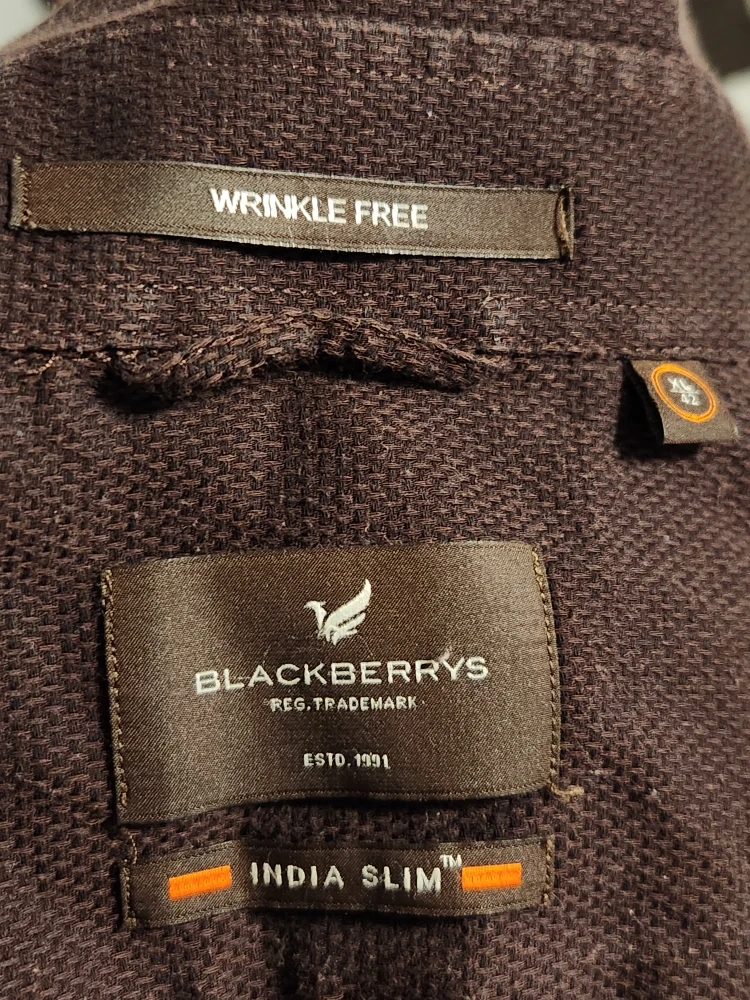 WRINKLE FREE
XL
42
BLACKBERRYS
REG. TRADEMARK
ESTD. 1991
INDIA SLIM™